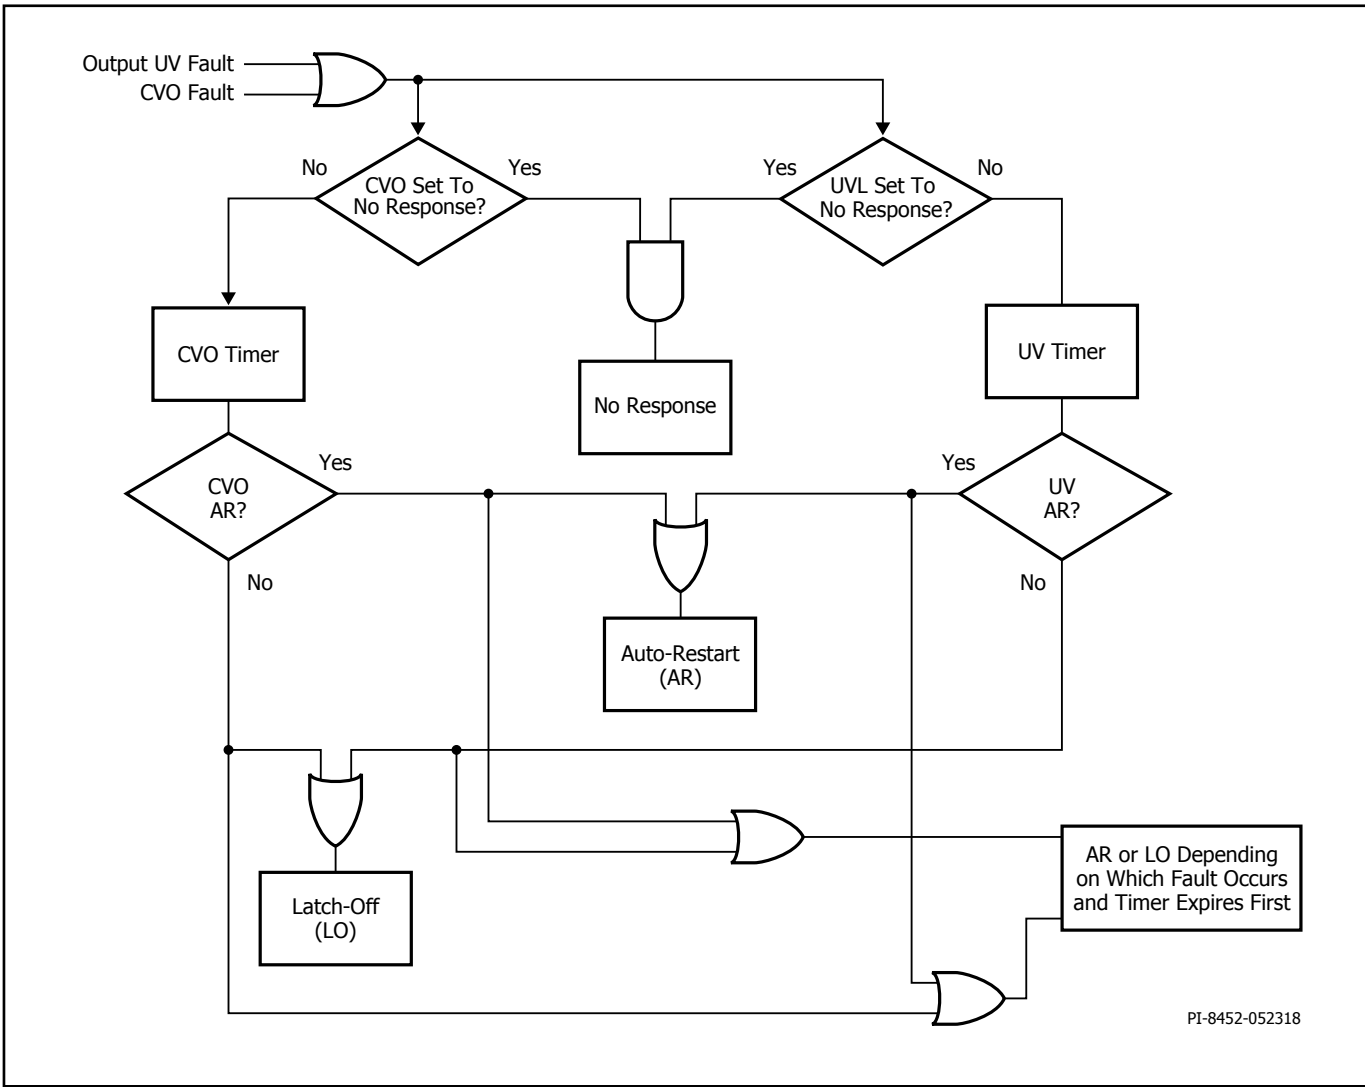 Output UV Fault
CVO Fault
No
Yes
Yes
No
CVO Set To
No Response?
UVL Set To
No Response?
CVO Timer
UV Timer
No Response
Yes
Yes
CVO
AR?
UV
AR?
No
No
Auto-Restart
(AR)
Latch-Off
(LO)
AR or LO Depending
on Which Fault Occurs
and Timer Expires First
PI-8452-052318